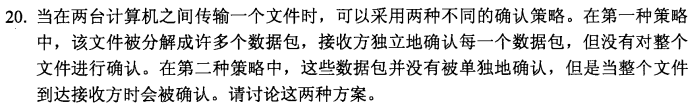 20. 当在两台计算机之间传输一个文件时，可以采用两种不同的确认策略。在第一种策略
中，该文件被分解成许多个数据包，接收方独立地确认每一个数据包，但没有对整个
文件进行确认。在第二种策略中，这些数据包并没有被单独地确认，但是当整个文件
到达接收方时会被确认。请讨论这两种方案。